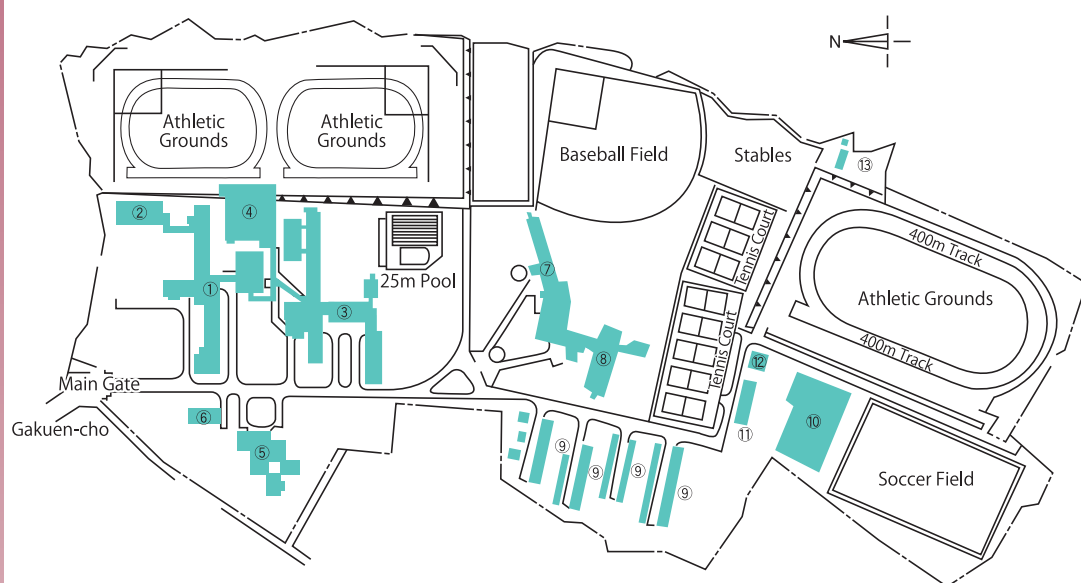 N
Athletic
Grounds
Athletic
Grounds
Baseball Field
Stables
⑬
②
④
400m Track
Tennis Court
⑦
25m Pool
①
③
Athletic Grounds
400m Track
Tennis Court
⑧
⑫
Main Gate
⑥
Gakuen-cho
⑩
⑪
⑤
⑨
⑨
⑨
⑨
Soccer Field